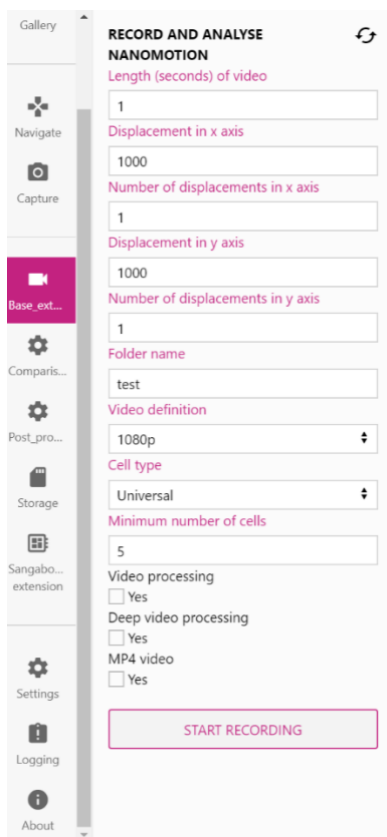 Gallery
Navigate
Capture
Base_ext...
Comparis...
Post_pro...
Storage
Sangabo...
extension
Settings
Logging
About
RECORD AND ANALYSE
NANOMOTION
Length (seconds) of video
1
Displacement in x axis
1000
Number of displacements in x axis
1
Displacement in y axis
1000
Number of displacements in y axis
1
Folder name
test
Video definition
1080p
Cell type
Universal
Minimum number of cells
5
Video processing
Yes
Deep video processing
Yes
MP4 video
Yes
START RECORDING